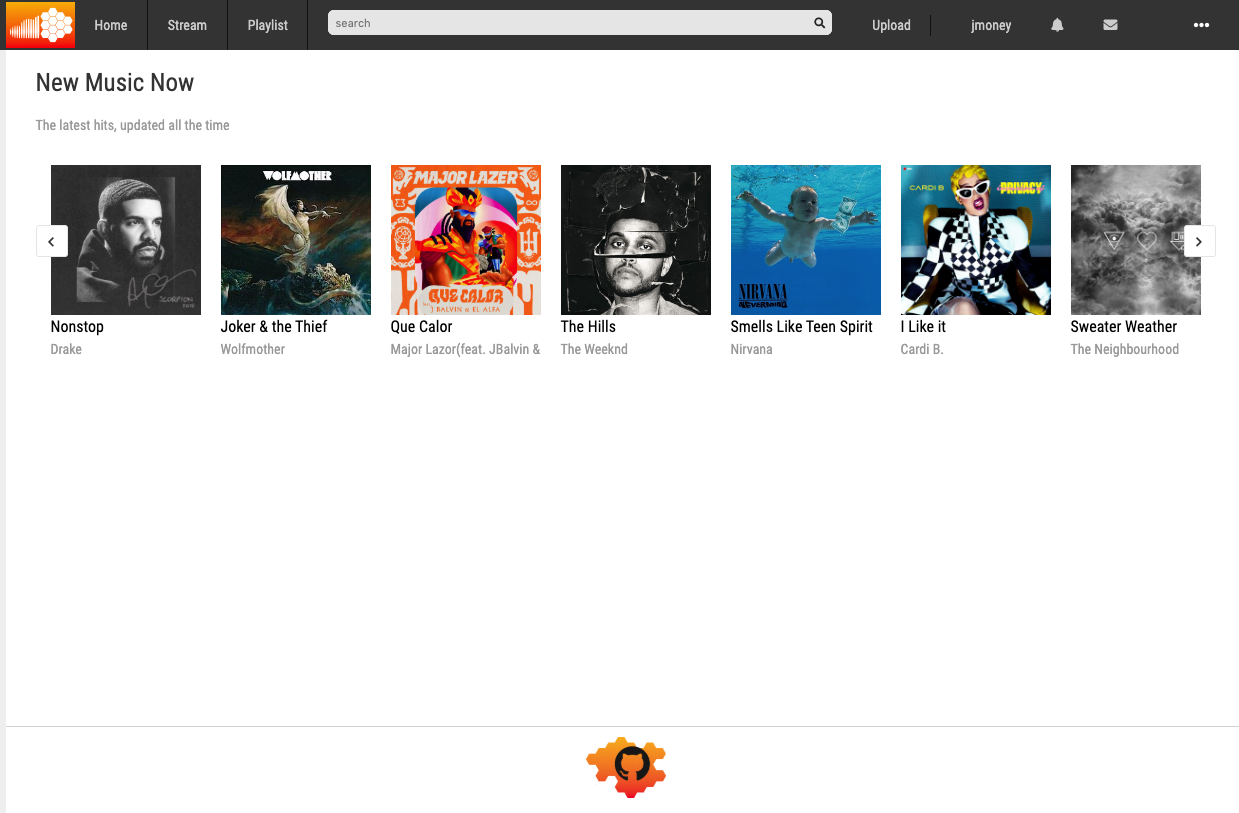 Home Stream Playlist search Upload jmoney •••
New Music Now
The latest hits, updated all the time
SCORPION
WOLFMOTHER
MAJOR LAZER
QUE CALOR
J BALVIN & EL ALFA
NIRVANA
NEVERMIND
CARDI B PRIVACY
Nonstop Joker & the Thief Que Calor The Hills Smells Like Teen Spirit I Like it Sweater Weather
Drake Wolfmother Major Lazor(feat. JBalvin & The Weeknd Nirvana Cardi B. The Neighbourhood